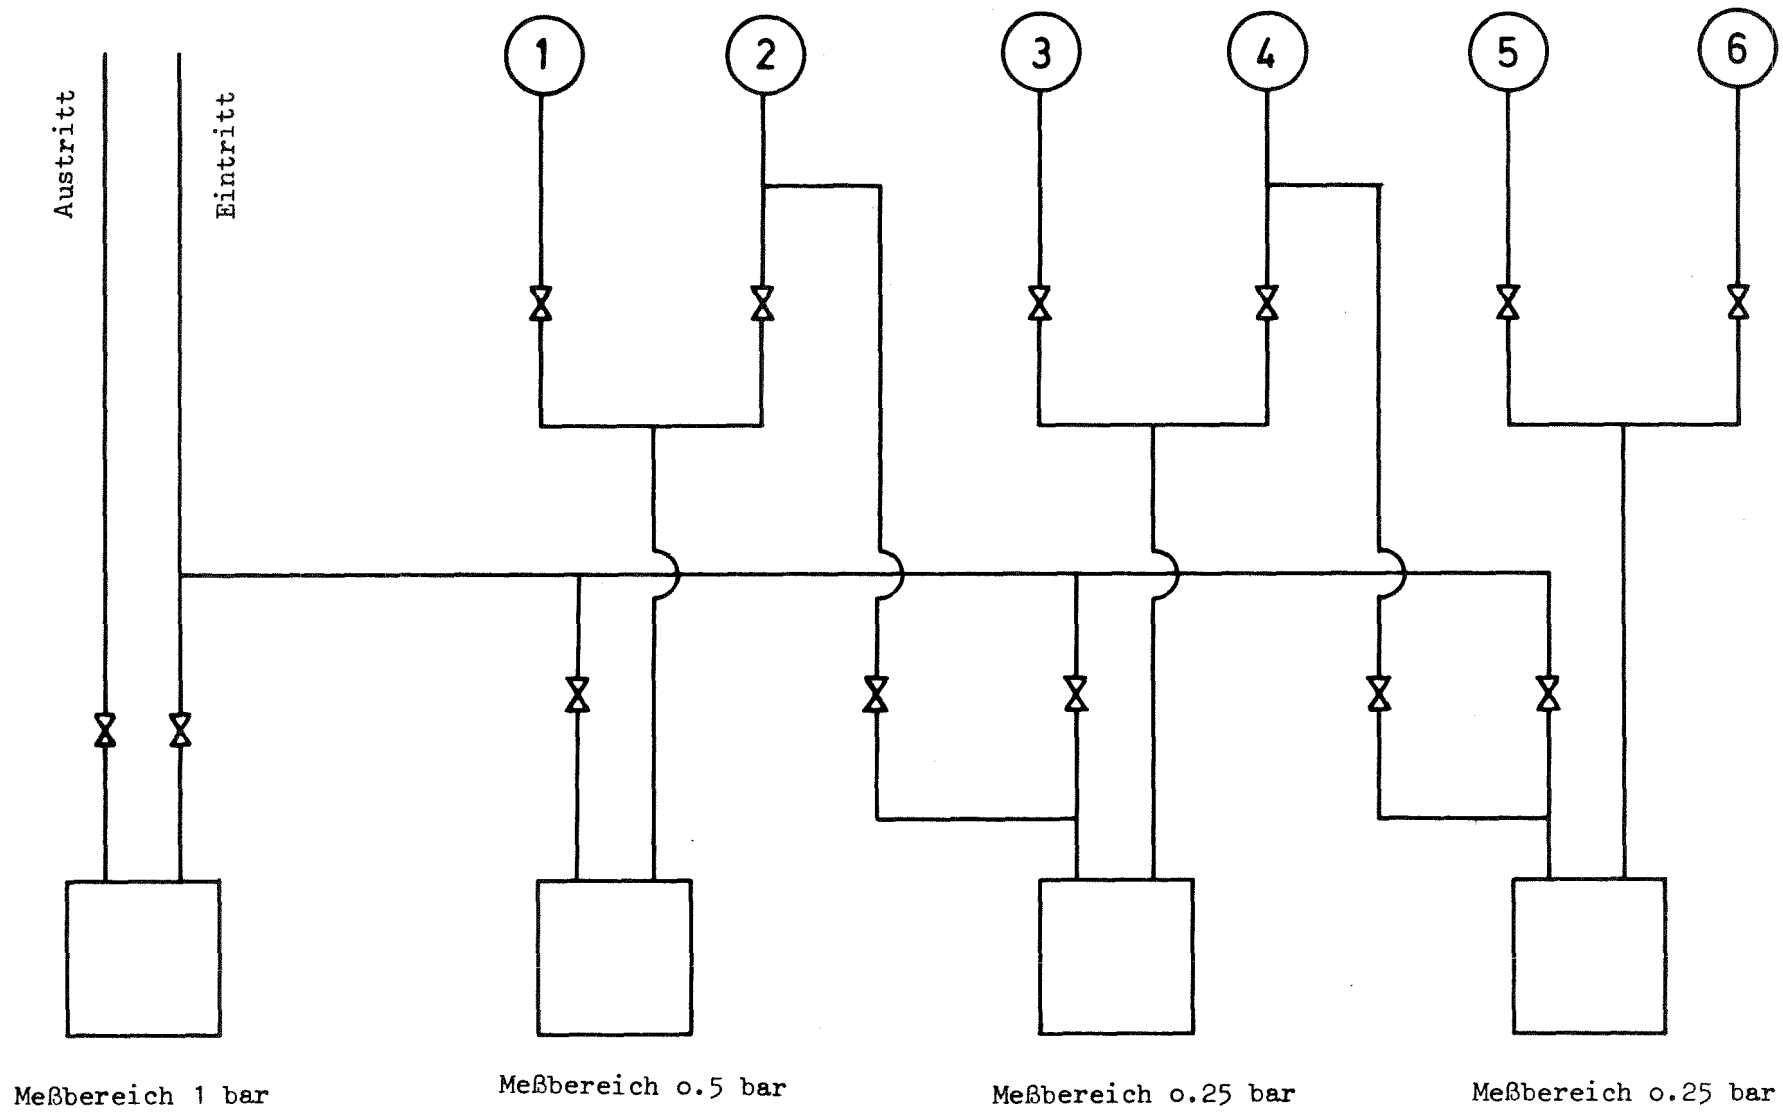 1
2
3
4
5
6
Austritt
Eintritt
Meßbereich 1 bar
Meßbereich o.5 bar
Meßbereich o.25 bar
Meßbereich o.25 bar